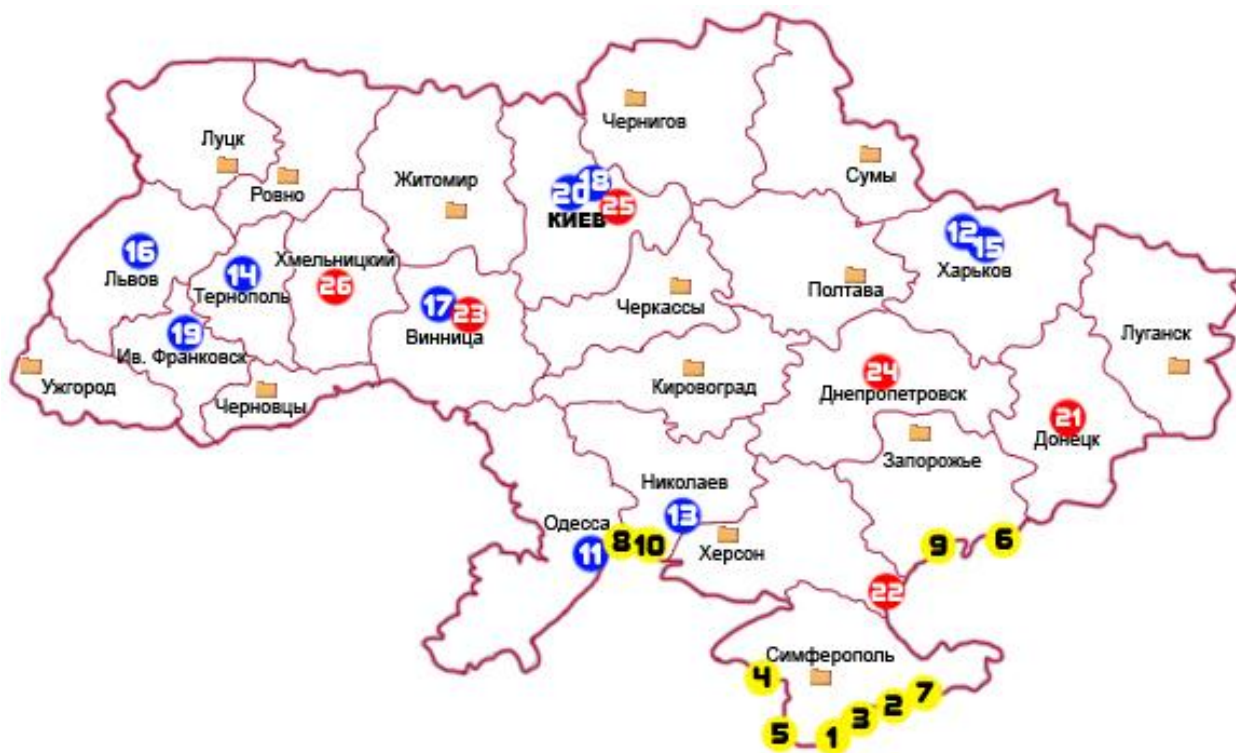 Чернигов
Луцк
Сумы
Житомир
18
Ровно
20
25
КИЕВ
12
16
15
Хмельницкий
Харьков
14
Львов
26
Тернополь
Полтава
Черкассы
17
23
Луганск
19
Винница
Ив. Франковск
24
Ужгород
Кировоград
Днепропетровск
Черновцы
21
Донецк
Запорожье
Николаев
13
Одесса
8
10
9
6
11
Херсон
22
Симферополь
4
7
2
3
5
1